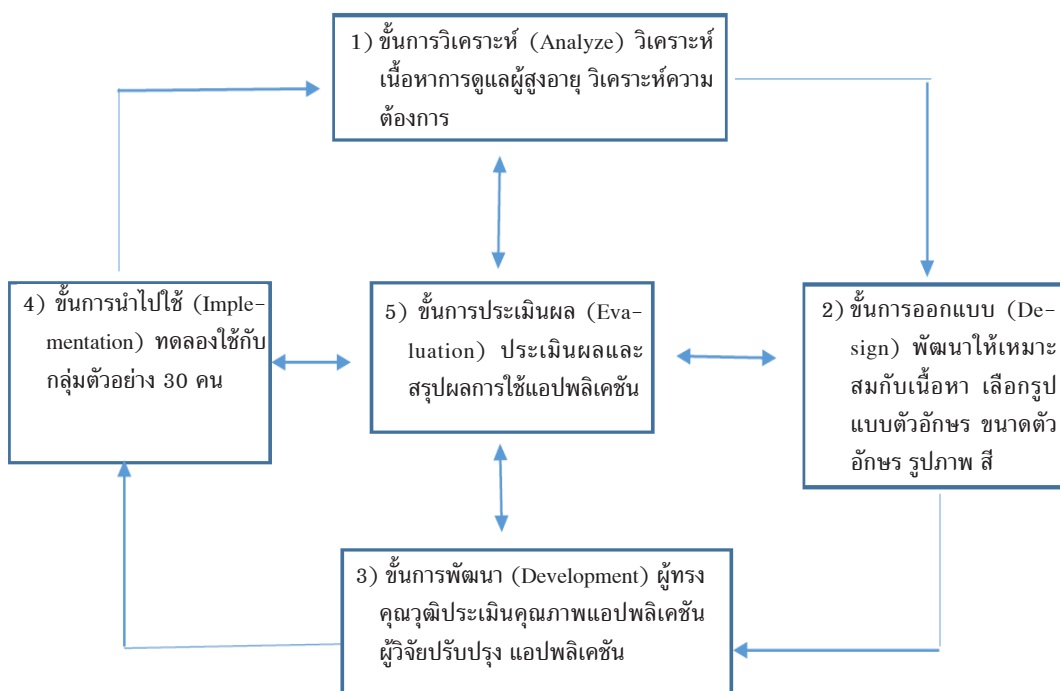 1) ขั้นการวิเคราะห์ (Analyze) วิเคราะห์
เนื้อหาการดูแลผู้สูงอายุ วิเคราะห์ความ
ต้องการ
4) ขั้นการนำไปใช้ (Imple-
mentation) ทดลองใช้กับ
กลุ่มตัวอย่าง 30 คน
5) ขั้นการประเมินผล (Eva-
luation) ประเมินผลและ
สรุปผลการใช้แอปพลิเคชัน
2) ขั้นการออกแบบ (De-
sign) พัฒนาให้เหมาะ
สมกับเนื้อหา เลือกรูป
แบบตัวอักษร ขนาดตัว
อักษร รูปภาพ สี
3) ขั้นการพัฒนา (Development) ผู้ทรง
คุณวุฒิประเมินคุณภาพแอปพลิเคชัน
ผู้วิจัยปรับปรุง แอปพลิเคชัน